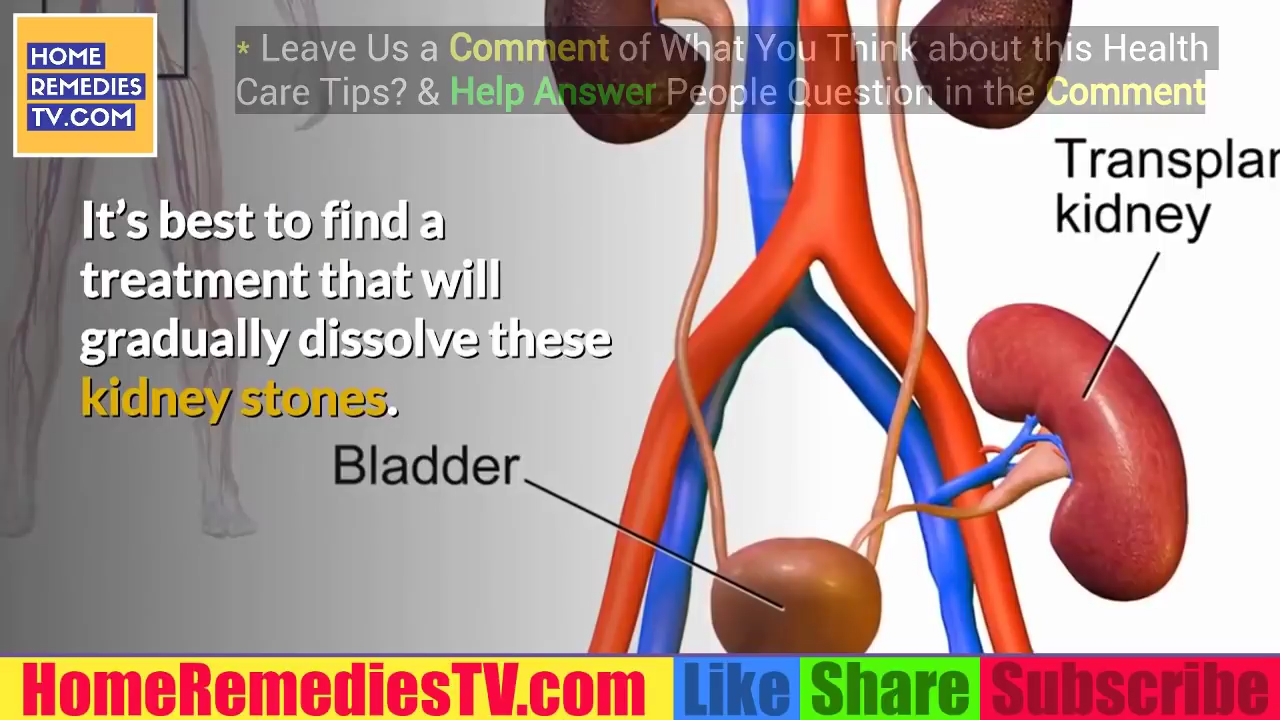 HOME
REMEDIES
TV.COM
* Leave Us a Comment of What You Think about this Health
Care Tips? & Help Answer People Question in the Comment
It's best to find a
treatment that will
gradually dissolve these
kidney stones.
Transplan
kidney
Bladder
HomeRemediesTV.com Like Share Subscribe